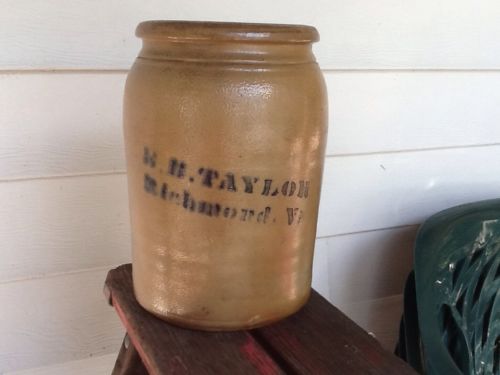 E. B. TAYLOR
Richmond. Va